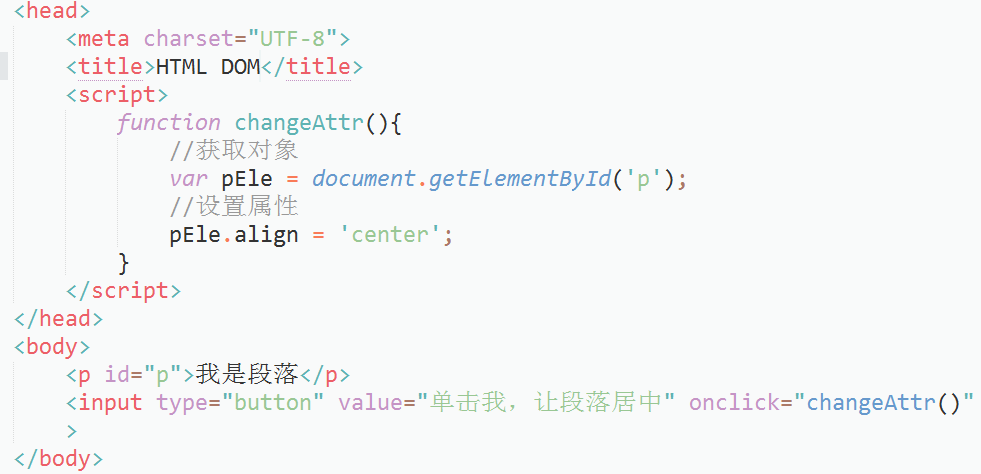 <head>
<meta charset="UTF-8">
<title>HTML DOM</title>
<script>
function changeAttr(){
//获取对象
var pEle = document.getElementById('p');
//设置属性
pEle.align = 'center';
}
</script>
</head>
<body>
<p id="p">我是段落</p>
<input type="button" value="单击我，让段落居中" onclick="changeAttr()"
>
</body>